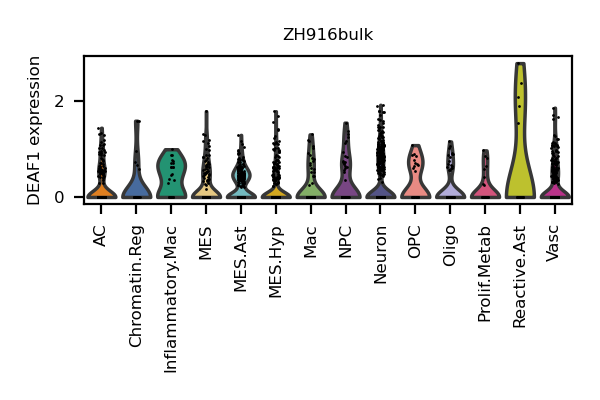 ZH916bulk
DEAF1 expression
2
0
AC
Chromatin.Reg
Inflammatory.Mac
MES
MES.Ast
MES.Hyp
Mac
NPC
Neuron
OPC
Oligo
Prolif.Metab
Reactive.Ast
Vasc